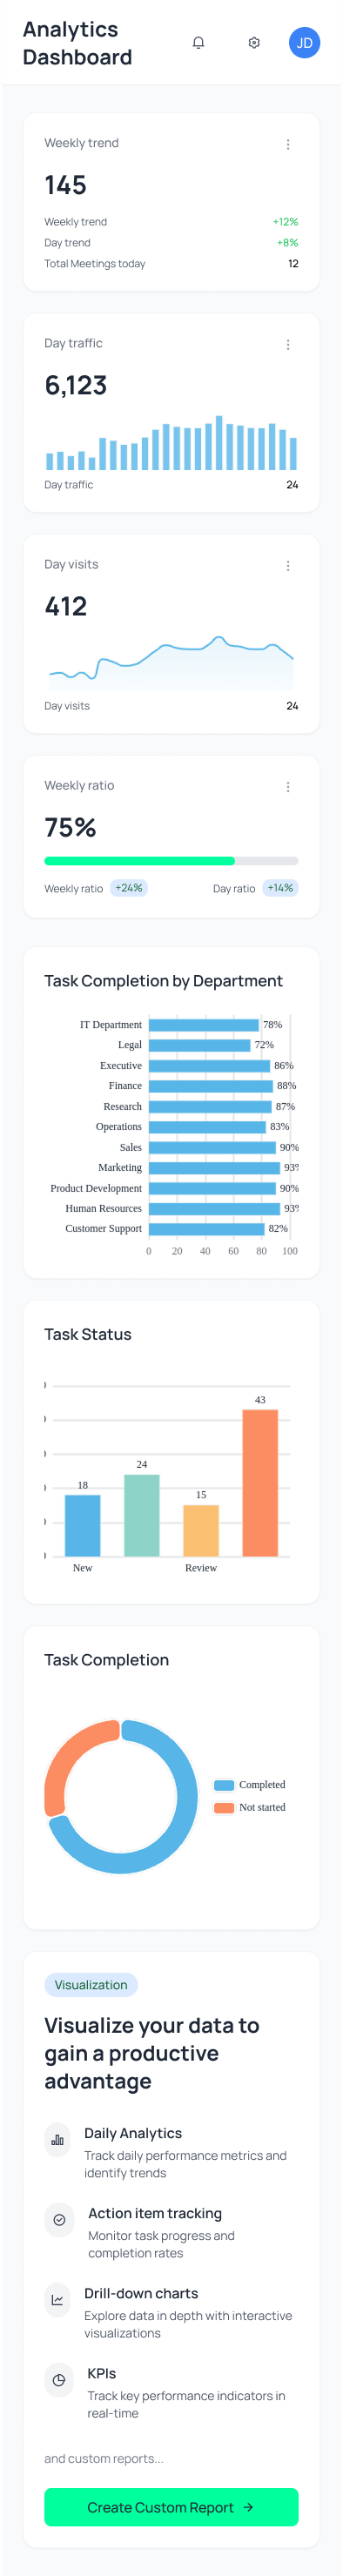 Analytics
Dashboard
JD
Weekly trend
145
Weekly trend +12%
Day trend +8%
Total Meetings today 12
Day traffic
6,123
Day traffic 24
Day visits
412
Day visits 24
Weekly ratio
75%
Weekly ratio +24% Day ratio +14%
Task Completion by Department
IT Department 78%
Legal 72%
Executive 86%
Finance 88%
Research 87%
Operations 83%
Sales 90%
Marketing 93%
Product Development 90%
Human Resources 93%
Customer Support 82%
0 20 40 60 80 100
Task Status
43
24
18
15
New Review
Task Completion
Completed
Not started
Visualization
Visualize your data to
gain a productive
advantage
Daily Analytics
Track daily performance metrics and
identify trends
Action item tracking
Monitor task progress and
completion rates
Drill-down charts
Explore data in depth with interactive
visualizations
KPIs
Track key performance indicators in
real-time
and custom reports...
Create Custom Report →